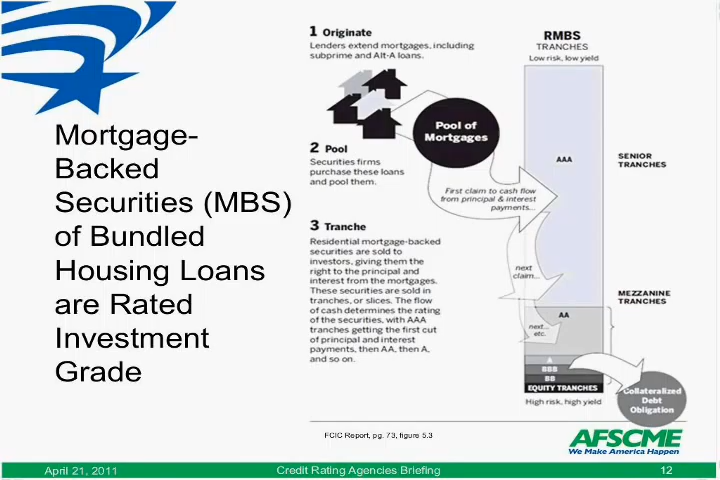 Mortgage-
Backed
Securities (MBS)
of Bundled
Housing Loans
are Rated
Investment
Grade
1 Originate
Lenders extend mortgages, including
subprime and Alt-A loans.
2 Pool
Securities firms
purchase these loans
and pool them.
3 Tranche
Residential mortgage-backed
securities are sold to
investors, giving them the
right to the principal and
interest from the mortgages.
These securities are sold in
tranches, or slices. The flow
of cash determines the rating
of the securities, with AAA
tranches getting the first cut
of principal and interest
payments, then AA, then A,
and so on.
Pool of
Mortgages
First claim to cash flow
from principal & interest
payments...
next
claim...
next...
etc.
RMBS
TRANCHES
Low risk, low yield
AAA
SENIOR
TRANCHES
MEZZANINE
TRANCHES
AA
A
BBB
BB
EQUITY TRANCHES
High risk, high yield
Collateralized
Debt
Obligation
FCIC Report, pg. 73, figure 5.3
AFSCME
We Make America Happen
April 21, 2011
Credit Rating Agencies Briefing
12